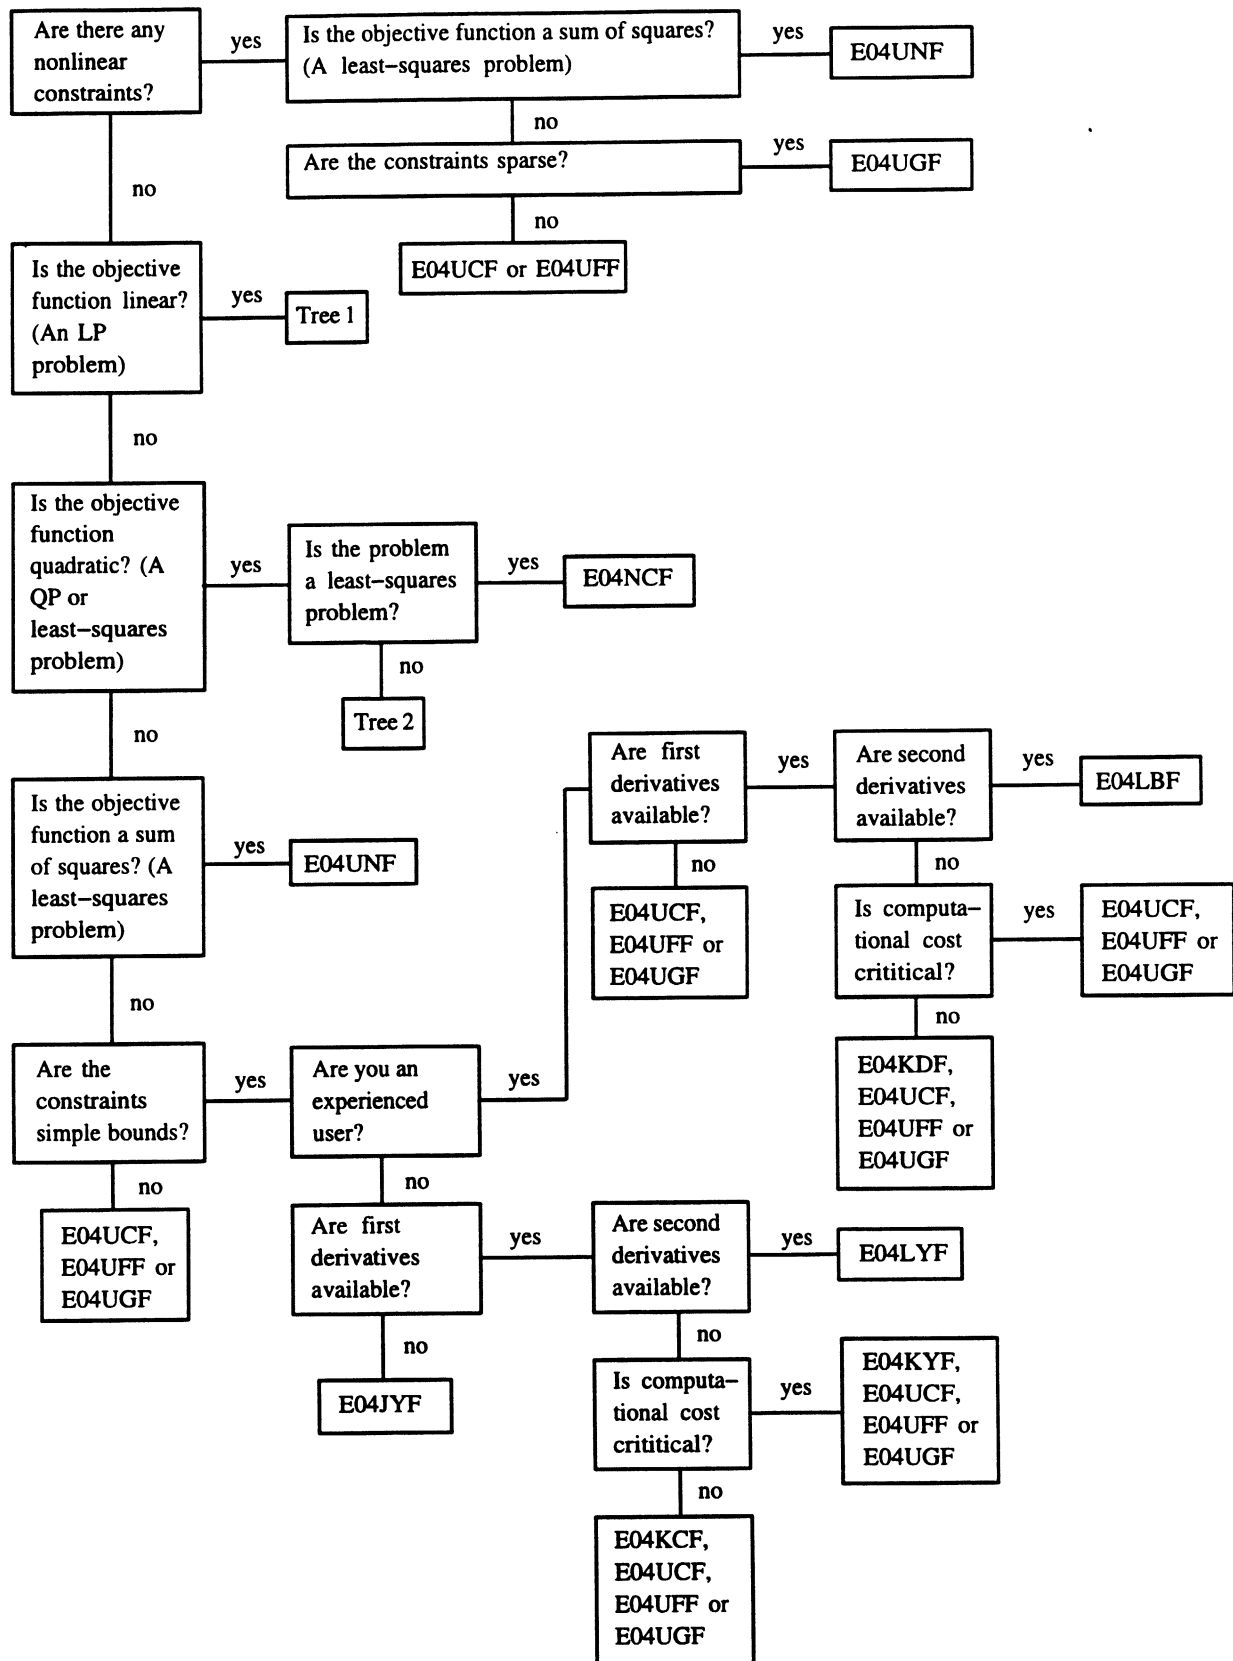 Are there any
nonlinear
constraints?
yes
Is the objective function a sum of squares?
(A least–squares problem)
yes
E04UNF
no
Are the constraints sparse?
yes
E04UGF
no
E04UCF or E04UFF
no
Is the objective
function linear?
(An LP
problem)
yes
Tree 1
no
Is the objective
function
quadratic? (A
QP or
least–squares
problem)
yes
Is the problem
a least–squares
problem?
yes
E04NCF
no
Tree 2
no
Is the objective
function a sum
of squares? (A
least–squares
problem)
yes
E04UNF
no
Are the
constraints
simple bounds?
no
E04UCF,
E04UFF or
E04UGF
yes
Are you an
experienced
user?
yes
Are first
derivatives
available?
no
E04UCF,
E04UFF or
E04UGF
yes
Are second
derivatives
available?
yes
E04LBF
no
Is computa–
tional cost
crititical?
yes
E04UCF,
E04UFF or
E04UGF
no
E04KDF,
E04UCF,
E04UFF or
E04UGF
no
Are first
derivatives
available?
no
E04JYF
yes
Are second
derivatives
available?
yes
E04LYF
no
Is computa–
tional cost
crititical?
yes
E04KYF,
E04UCF,
E04UFF or
E04UGF
no
E04KCF,
E04UCF,
E04UFF or
E04UGF